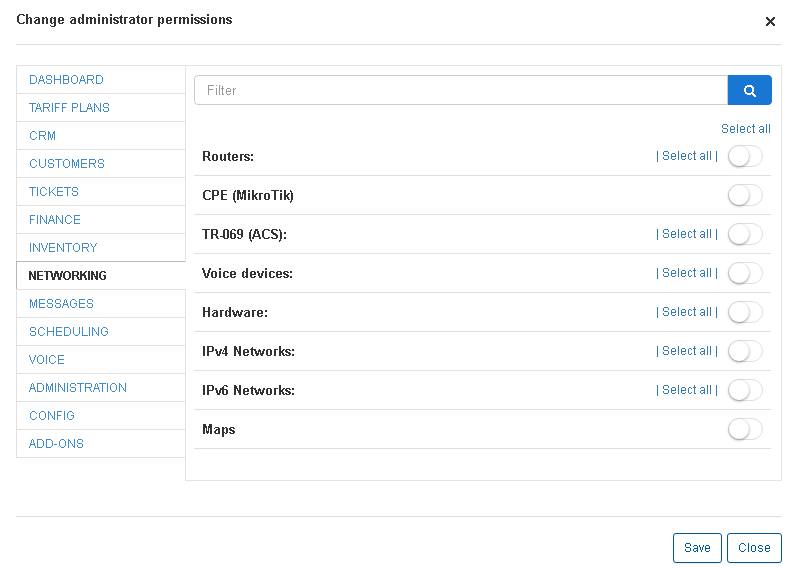 Change administrator permissions
DASHBOARD
TARIFF PLANS
CRM
CUSTOMERS
TICKETS
FINANCE
INVENTORY
NETWORKING
MESSAGES
SCHEDULING
VOICE
ADMINISTRATION
CONFIG
ADD-ONS
Filter
Select all
Routers: | Select all |
CPE (MikroTik)
TR-069 (ACS): | Select all |
Voice devices: | Select all |
Hardware: | Select all |
IPv4 Networks: | Select all |
IPv6 Networks: | Select all |
Maps
Save Close